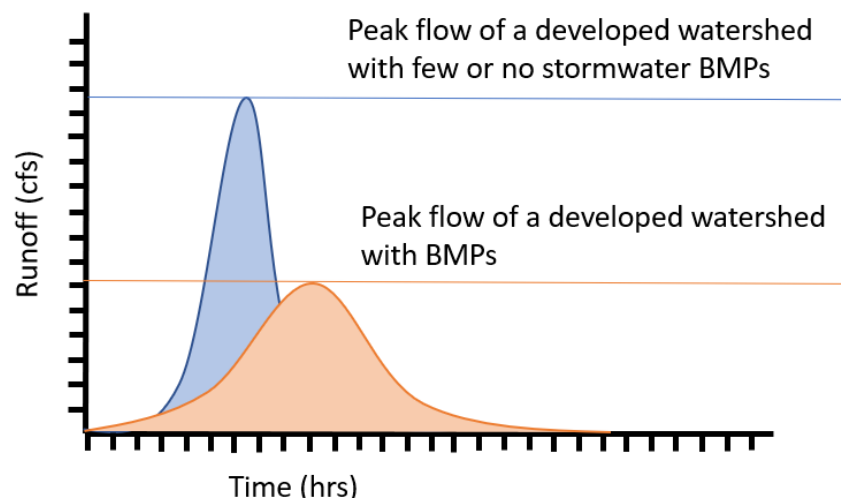 Peak flow of a developed watershed
with few or no stormwater BMPs
Peak flow of a developed watershed
with BMPs
Runoff (cfs)
Time (hrs)